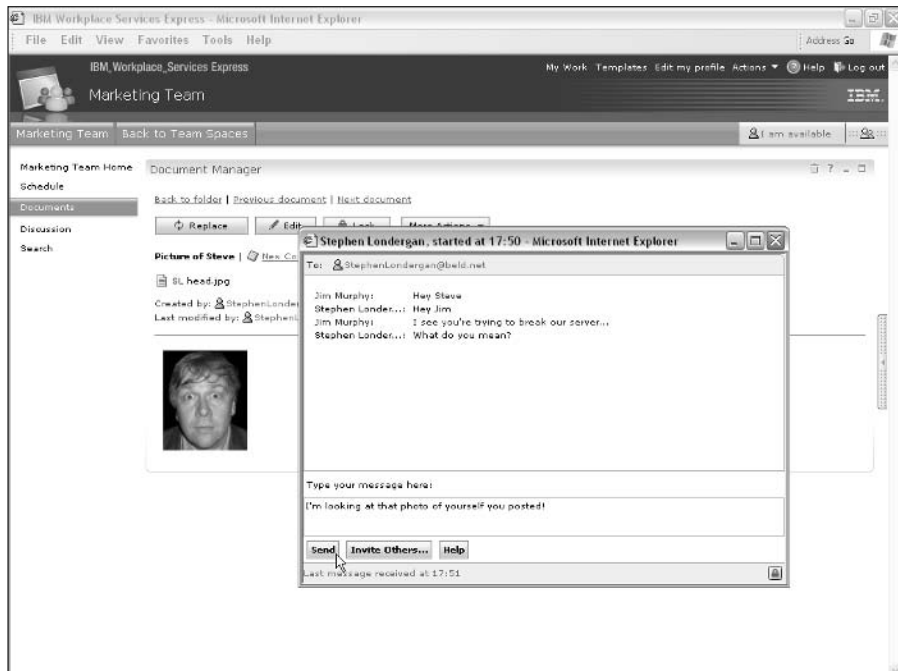 IBM Workplace Services Express - Microsoft Internet Explorer
File Edit View Favorites Tools Help
Address Go
IBM_Workplace_Services Express
My Work Templates Edit my profile Actions Help Log out
Marketing Team
IBM.
Marketing Team Back to Team Spaces
I am available
Marketing Team Home
Schedule
Documents
Discussion
Search
Document Manager
Back to folder | Previous document | Next document
Replace Edit Lock More Actions
Picture of Steve | New Co
SL head.jpg
Created by: StephenLonder
Last modified by: StephenL
Stephen Londergan, started at 17:50 - Microsoft Internet Explorer
To: StephenLondergan@beld.net
Jim Murphy: Hey Steve
Stephen Londer...: Hey Jim
Jim Murphy: I see you're trying to break our server...
Stephen Londer...: What do you mean?
Type your message here:
I'm looking at that photo of yourself you posted!
Send Invite Others... Help
Last message received at 17:51